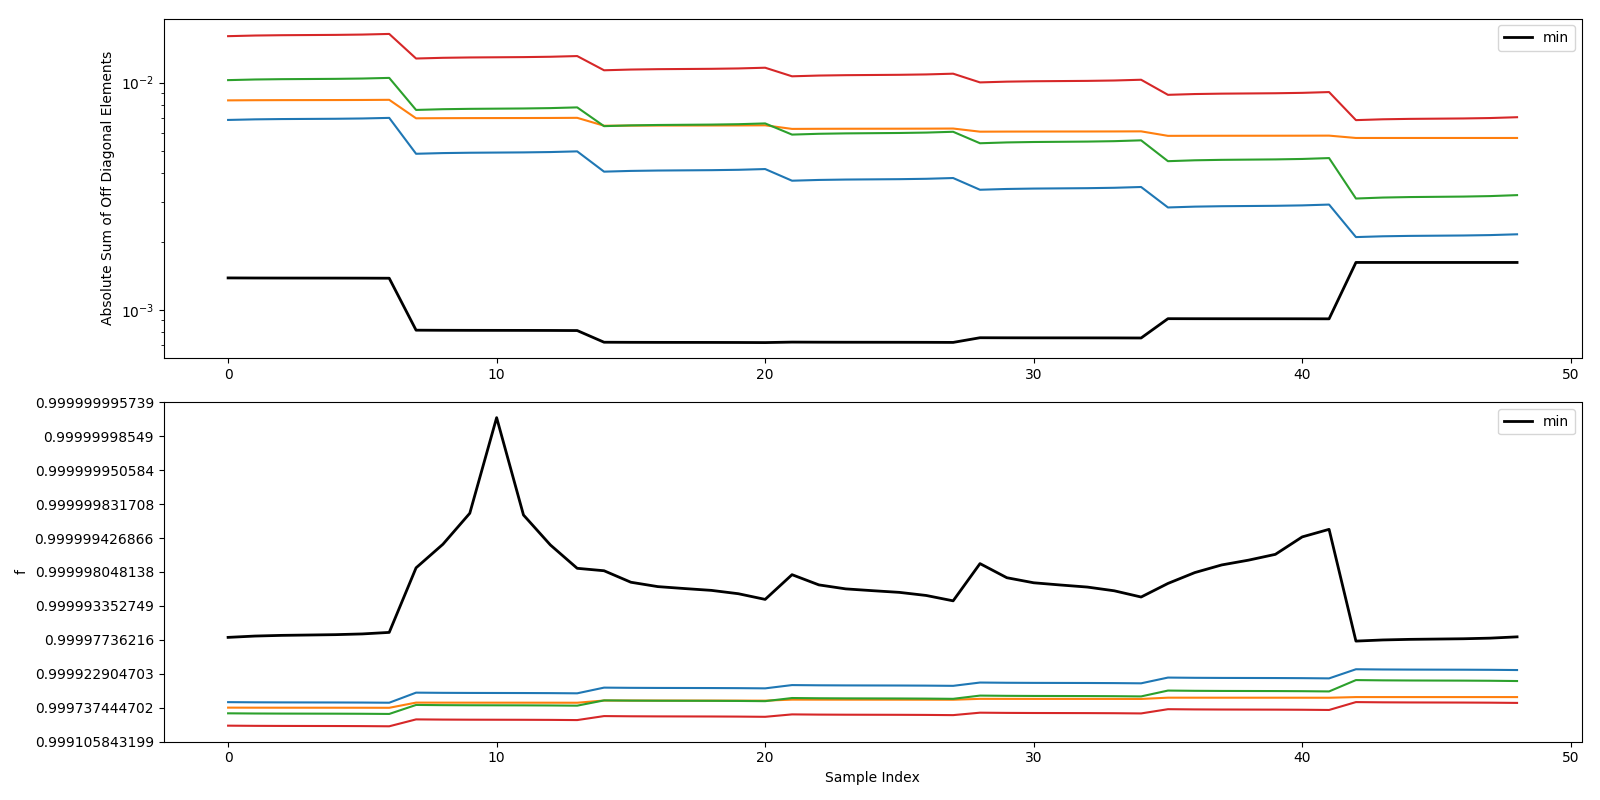 Absolute Sum of Off Diagonal Elements
10^-2
10^-3
min
0 10 20 30 40 50
f
0.999999995739
0.99999998549
0.999999950584
0.999999831708
0.999999426866
0.999998048138
0.999993352749
0.99997736216
0.999922904703
0.999737444702
0.999105843199
min
0 10 20 30 40 50
Sample Index